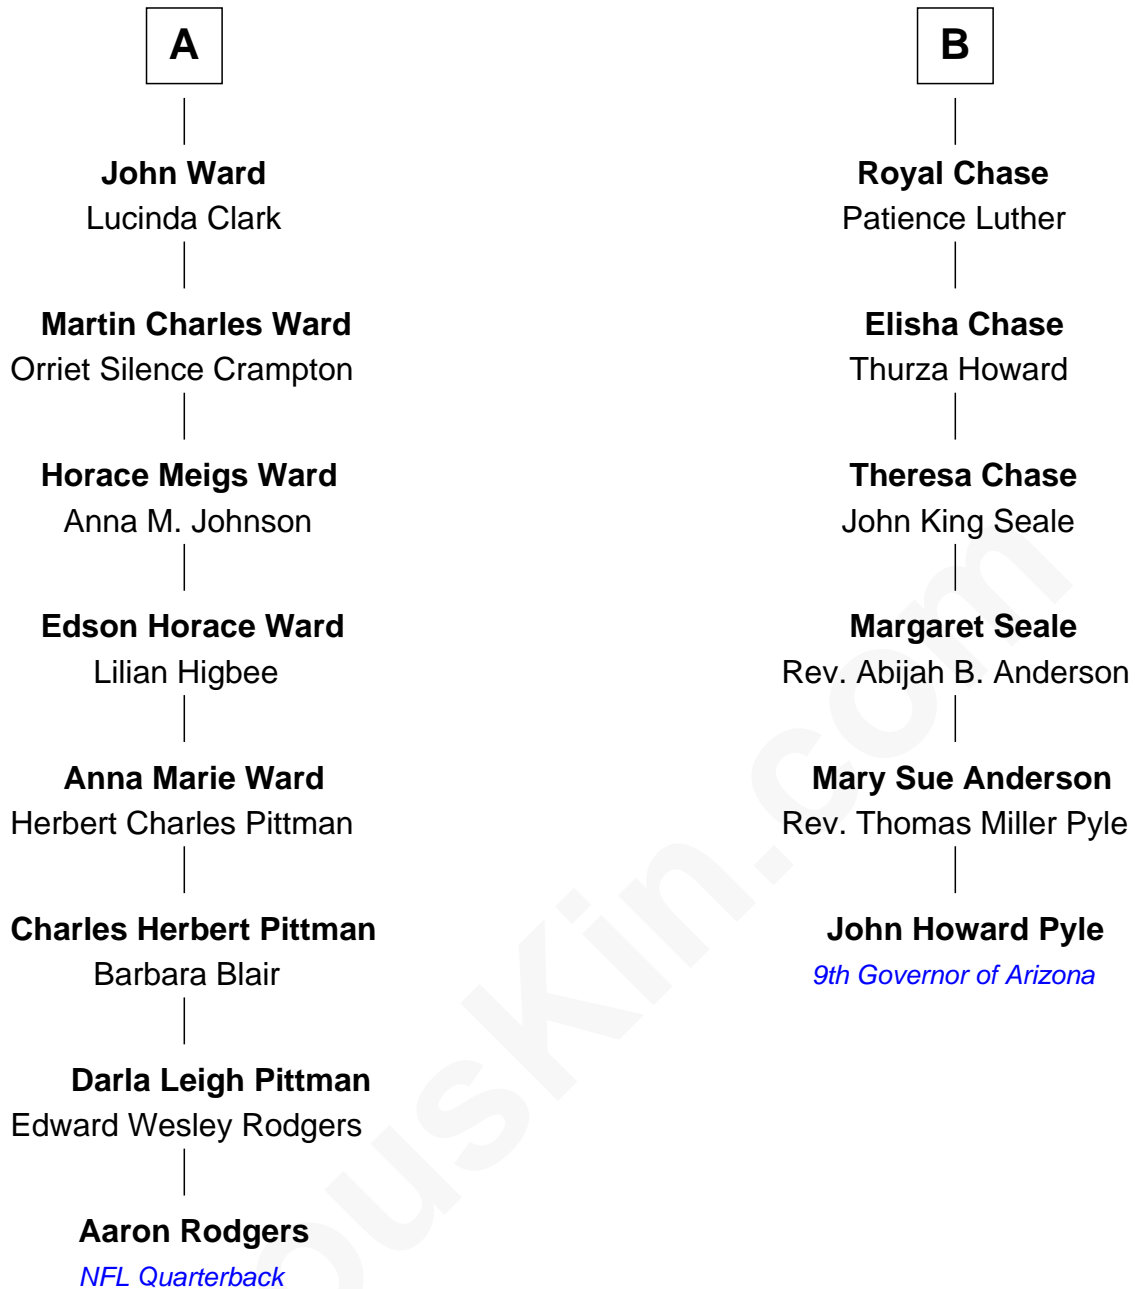 A
John Ward
Lucinda Clark
Martin Charles Ward
Orriet Silence Crampton
Horace Meigs Ward
Anna M. Johnson
Edson Horace Ward
Lilian Higbee
Anna Marie Ward
Herbert Charles Pittman
Charles Herbert Pittman
Barbara Blair
Darla Leigh Pittman
Edward Wesley Rodgers
Aaron Rodgers
NFL Quarterback
B
Royal Chase
Patience Luther
Elisha Chase
Thurza Howard
Theresa Chase
John King Seale
Margaret Seale
Rev. Abijah B. Anderson
Mary Sue Anderson
Rev. Thomas Miller Pyle
John Howard Pyle
9th Governor of Arizona
ousKin.com